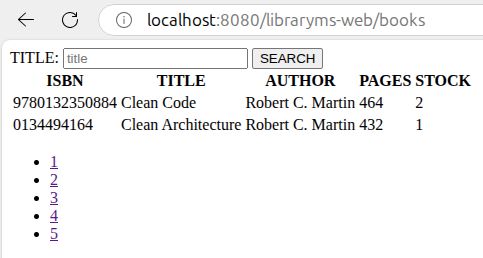 localhost:8080/libraryms-web/books
TITLE: title SEARCH
ISBN TITLE AUTHOR PAGES STOCK
9780132350884 Clean Code Robert C. Martin 464 2
0134494164 Clean Architecture Robert C. Martin 432 1
1
2
3
4
5